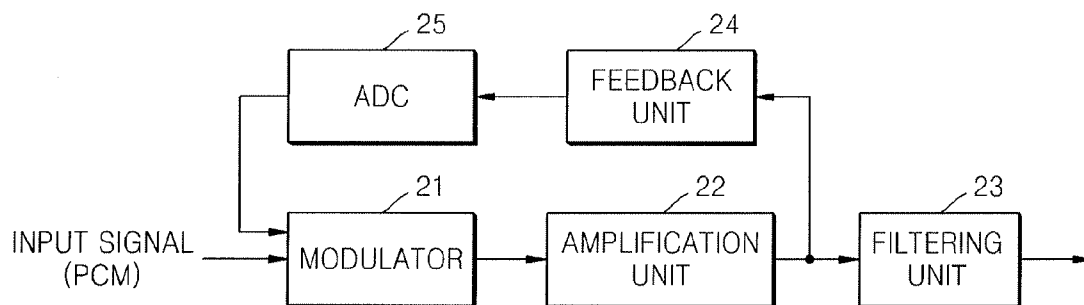 25
24
ADC
FEEDBACK
UNIT
21
22
23
INPUT SIGNAL
(PCM)
MODULATOR
AMPLIFICATION
UNIT
FILTERING
UNIT